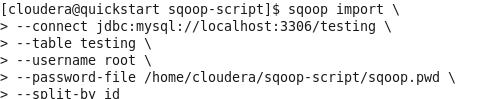 [cloudera@quickstart sqoop-script]$ sqoop import \
> --connect jdbc:mysql://localhost:3306/testing \
> --table testing \
> --username root \
> --password-file /home/cloudera/sqoop-script/sqoop.pwd \
> --split-by id